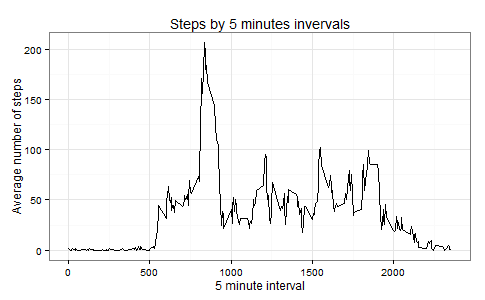 Steps by 5 minutes invervals
Average number of steps
200
150
100
50
0
0 500 1000 1500 2000
5 minute interval